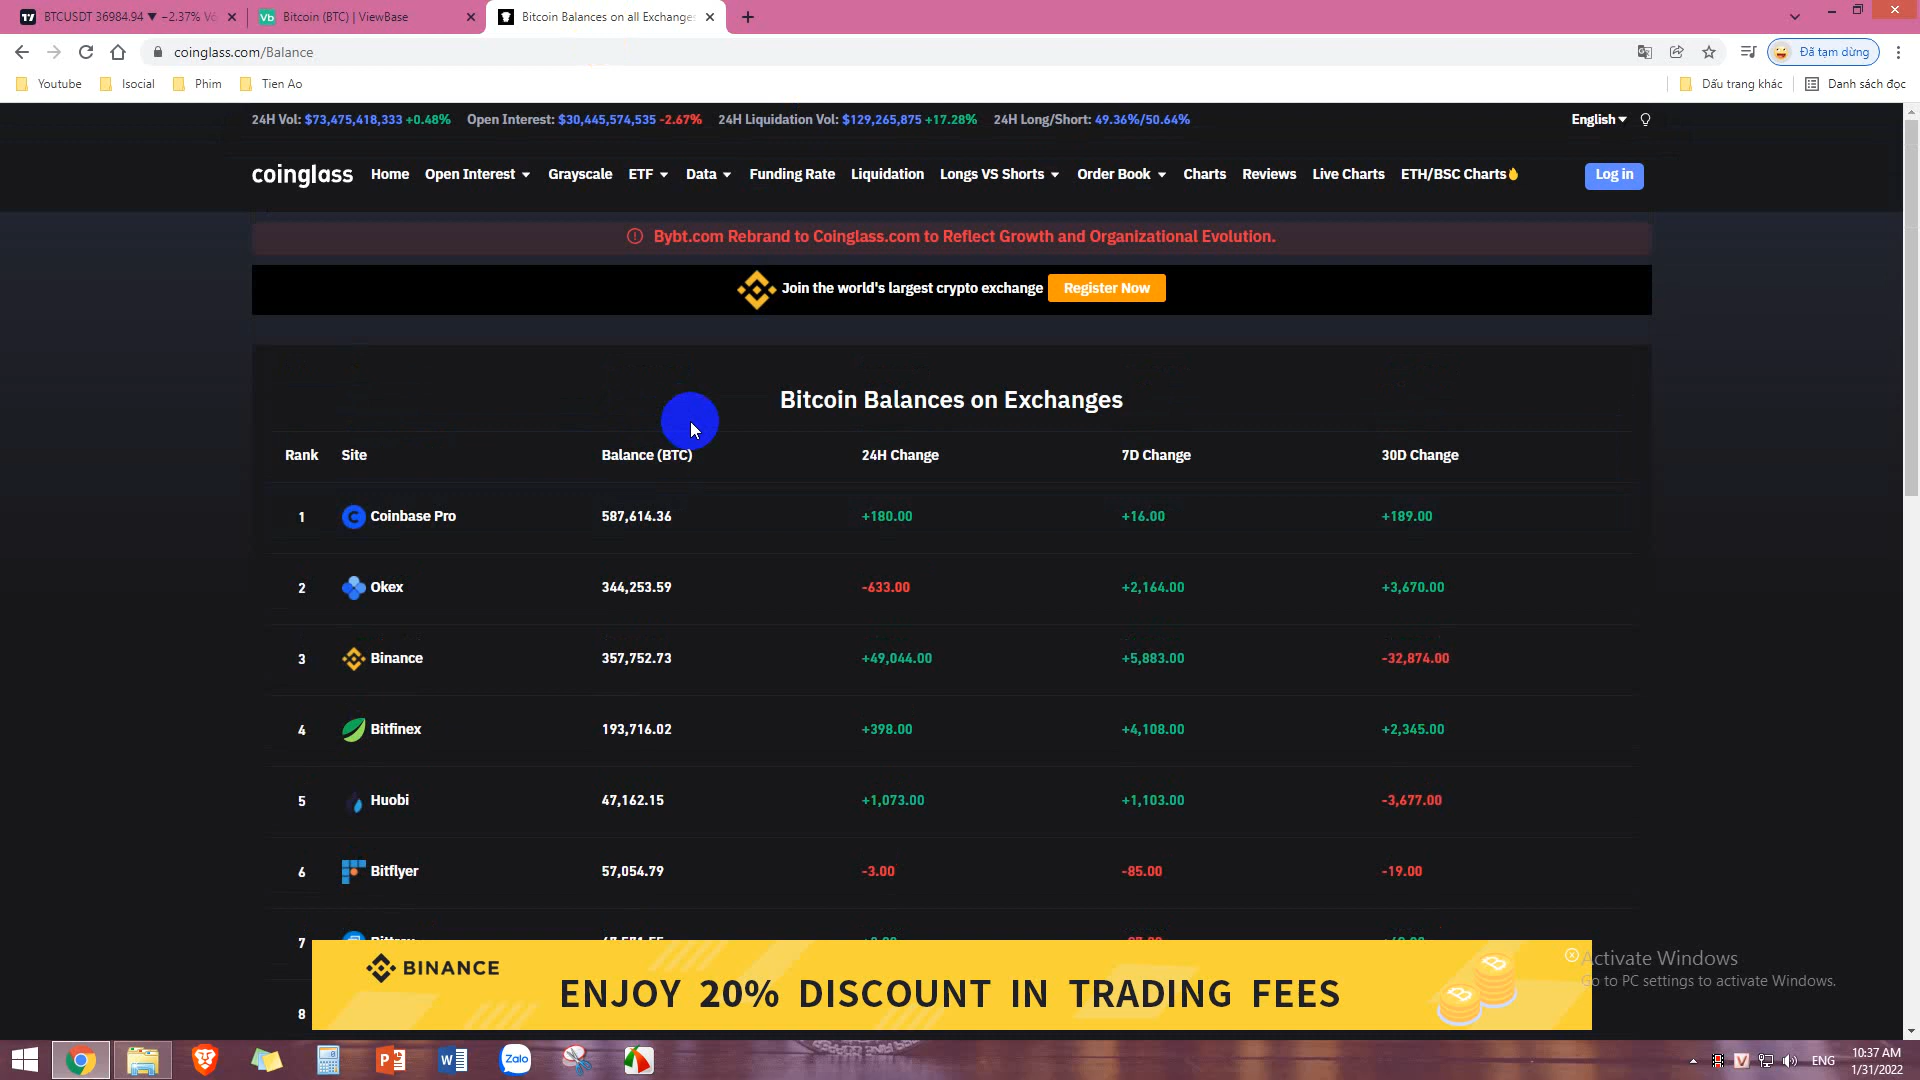 BTCUSDT 36984.94 ▼ −2.37%
Bitcoin (BTC) | ViewBase
Bitcoin Balances on all Exchanges
coinglass.com/Balance
Đã tạm dừng
Youtube
Isocial
Phim
Tien Ao
Dấu trang khác
Danh sách đọc
24H Vol: $73,475,418,333 +0.48% Open Interest: $30,445,574,535 -2.67% 24H Liquidation Vol: $129,265,875 +17.28% 24H Long/Short: 49.36%/50.64%
English
coinglass Home Open Interest Grayscale ETF Data Funding Rate Liquidation Longs VS Shorts Order Book Charts Reviews Live Charts ETH/BSC Charts Log in
Bybt.com Rebrand to Coinglass.com to Reflect Growth and Organizational Evolution.
Join the world's largest crypto exchange Register Now
Bitcoin Balances on Exchanges
Rank Site Balance (BTC) 24H Change 7D Change 30D Change
1 Coinbase Pro 587,614.36 +180.00 +16.00 +189.00
2 Okex 344,253.59 -633.00 +2,164.00 +3,670.00
3 Binance 357,752.73 +49,044.00 +5,883.00 -32,874.00
4 Bitfinex 193,716.02 +398.00 +4,108.00 +2,345.00
5 Huobi 47,162.15 +1,073.00 +1,103.00 -3,677.00
6 Bitflyer 57,054.79 -3.00 -85.00 -19.00
7
8
BINANCE
ENJOY 20% DISCOUNT IN TRADING FEES
Activate Windows
Go to PC settings to activate Windows.
Zalo
ENG
10:37 AM
1/31/2022